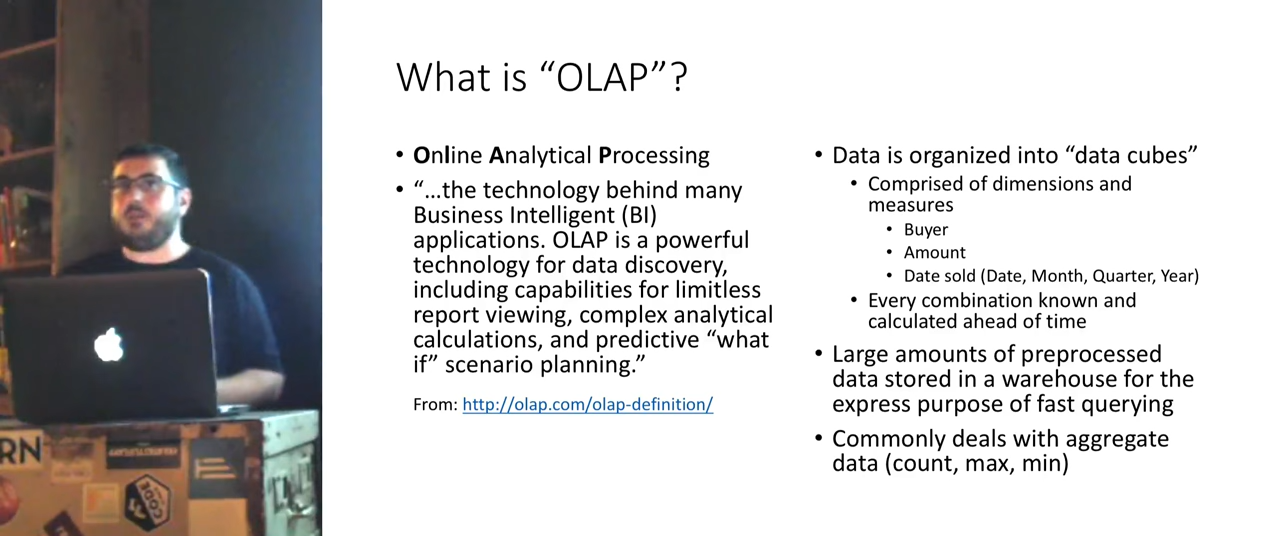 What is “OLAP”?
• Online Analytical Processing
• “…the technology behind many
Business Intelligent (BI)
applications. OLAP is a powerful
technology for data discovery,
including capabilities for limitless
report viewing, complex analytical
calculations, and predictive “what
if” scenario planning.”
From: http://olap.com/olap-definition/
• Data is organized into “data cubes”
• Comprised of dimensions and
measures
• Buyer
• Amount
• Date sold (Date, Month, Quarter, Year)
• Every combination known and
calculated ahead of time
• Large amounts of preprocessed
data stored in a warehouse for the
express purpose of fast querying
• Commonly deals with aggregate
data (count, max, min)
RN
CODE